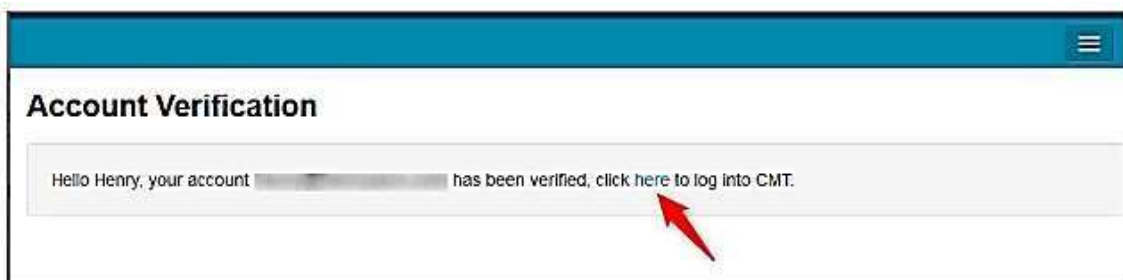 Account Verification
Hello Henry, your account has been verified, click here to log into CMT.